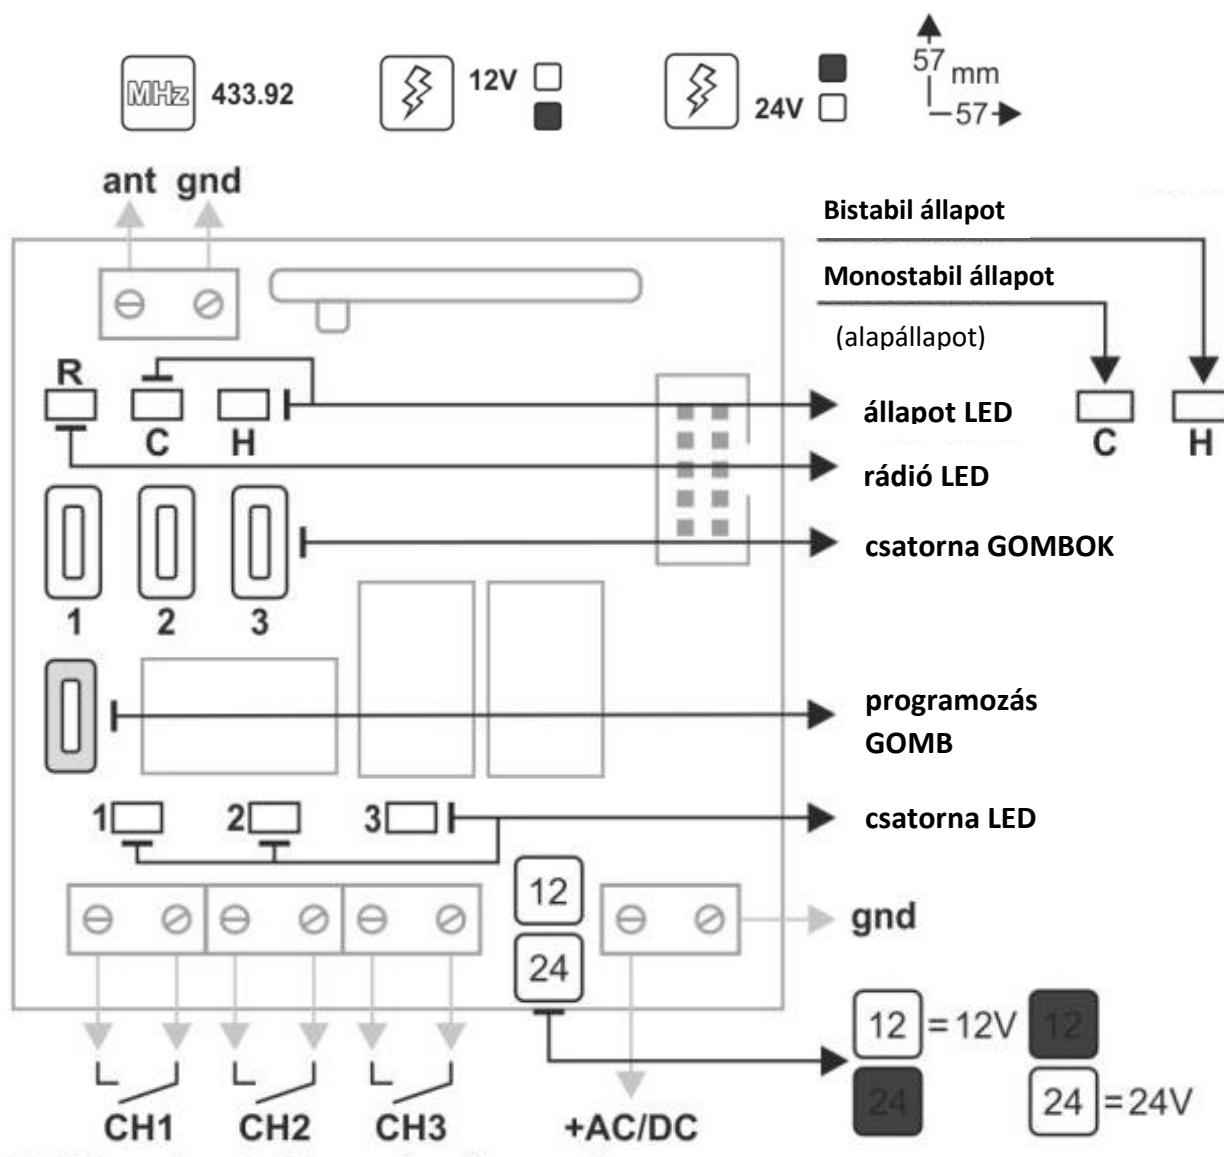 MHz 433.92 12V 24V 57 mm
57
ant gnd
Bistabil állapot
Monostabil állapot
(alapállapot)
R
C H
állapot LED
C H
rádió LED
csatorna GOMBOK
1 2 3
programozás
GOMB
1 2 3
csatorna LED
12
24
gnd
12 =12V 12
24 24 =24V
CH1 CH2 CH3 +AC/DC